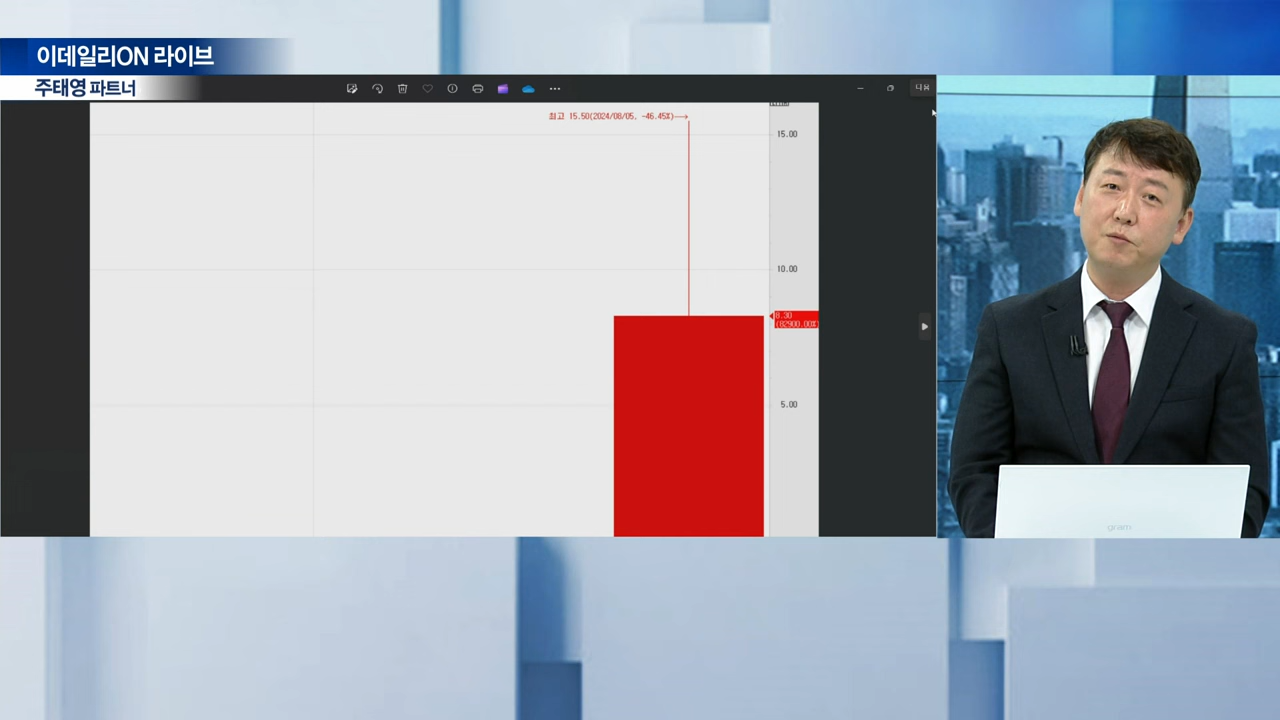 이데일리ON 라이브
주태영 파트너
최고 15.50(2024/08/05, -46.45%)→
15.00
10.00
8.30
(82900.00%)
5.00
gram